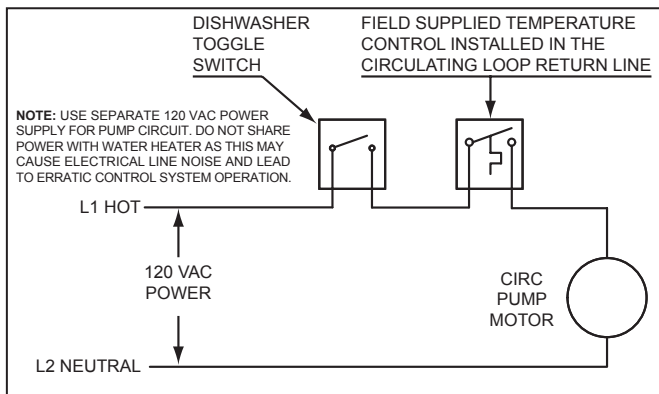 DISHWASHER
TOGGLE
SWITCH
FIELD SUPPLIED TEMPERATURE
CONTROL INSTALLED IN THE
CIRCULATING LOOP RETURN LINE
NOTE: USE SEPARATE 120 VAC POWER
SUPPLY FOR PUMP CIRCUIT. DO NOT SHARE
POWER WITH WATER HEATER AS THIS MAY
CAUSE ELECTRICAL LINE NOISE AND LEAD
TO ERRATIC CONTROL SYSTEM OPERATION.
L1 HOT
120 VAC
POWER
CIRC
PUMP
MOTOR
L2 NEUTRAL